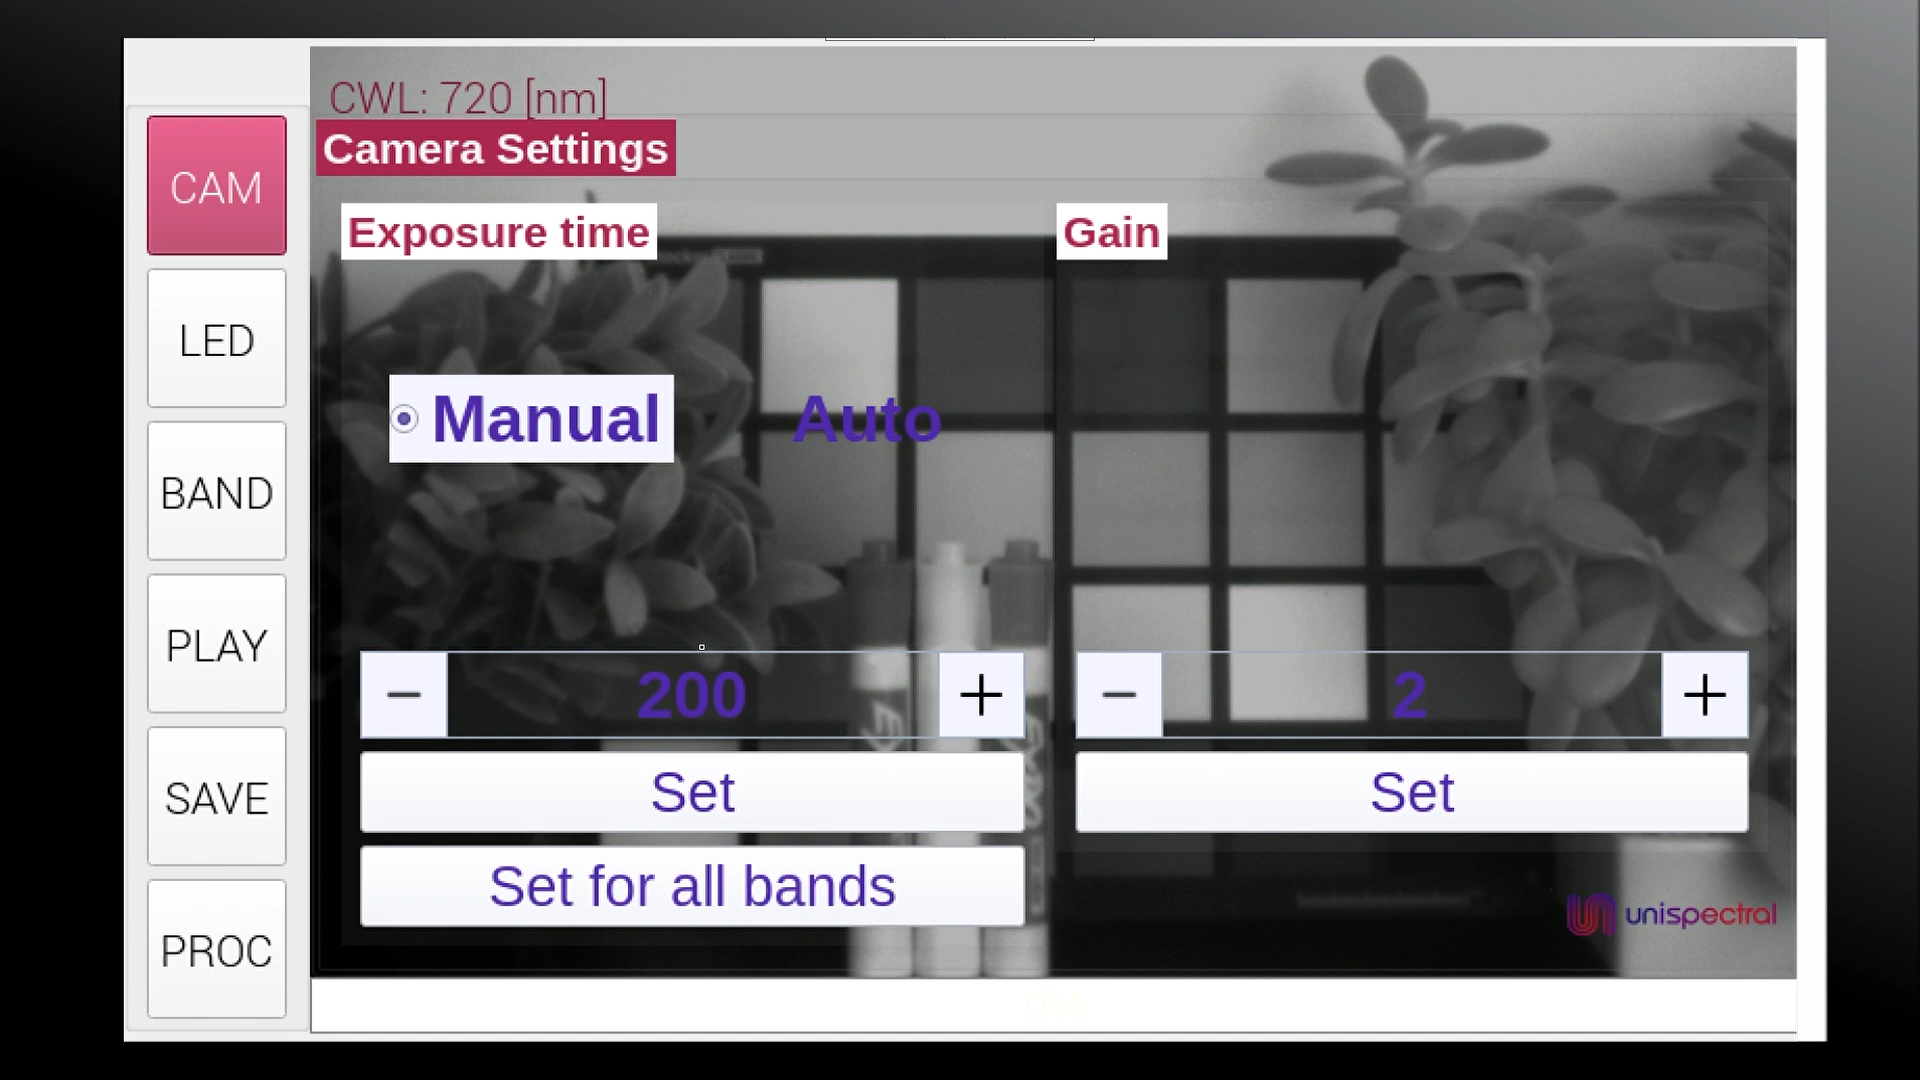 CWL: 720 [nm]
Camera Settings
CAM
LED
BAND
PLAY
SAVE
PROC
Exposure time
Gain
Manual
Auto
− 200 +
− 2 +
Set
Set
Set for all bands
unispectral